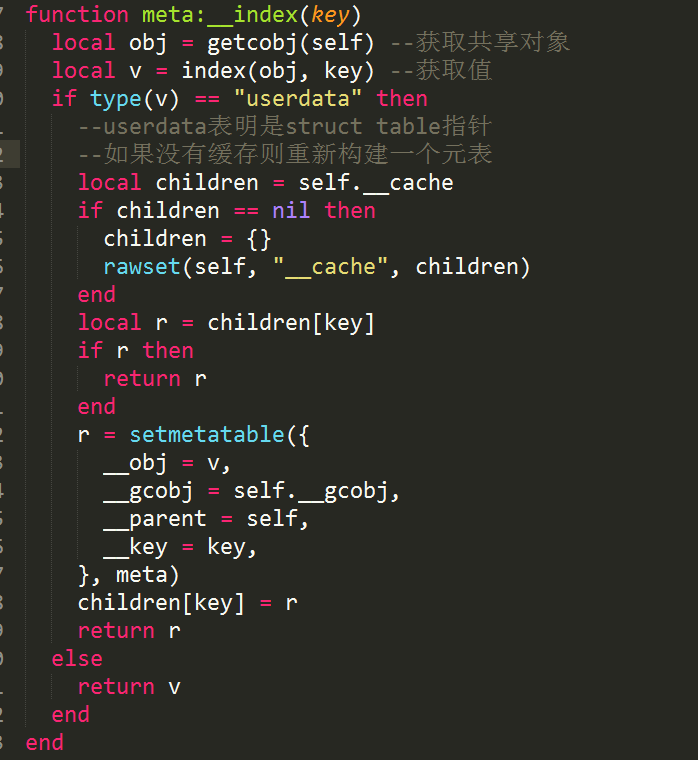 function meta:__index(key)
  local obj = getcobj(self) --获取共享对象
  local v = index(obj, key) --获取值
  if type(v) == "userdata" then
    --userdata表明是struct table指针
    --如果没有缓存则重新构建一个元表
    local children = self.__cache
    if children == nil then
      children = {}
      rawset(self, "__cache", children)
    end
    local r = children[key]
    if r then
      return r
    end
    r = setmetatable({
      __obj = v,
      __gcobj = self.__gcobj,
      __parent = self,
      __key = key,
    }, meta)
    children[key] = r
    return r
  else
    return v
  end
end